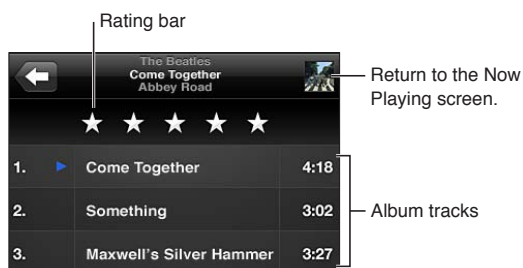 Rating bar
The Beatles
Come Together
Abbey Road
Return to the Now
Playing screen.
1. Come Together 4:18
2. Something 3:02
3. Maxwell's Silver Hammer 3:27
Album tracks